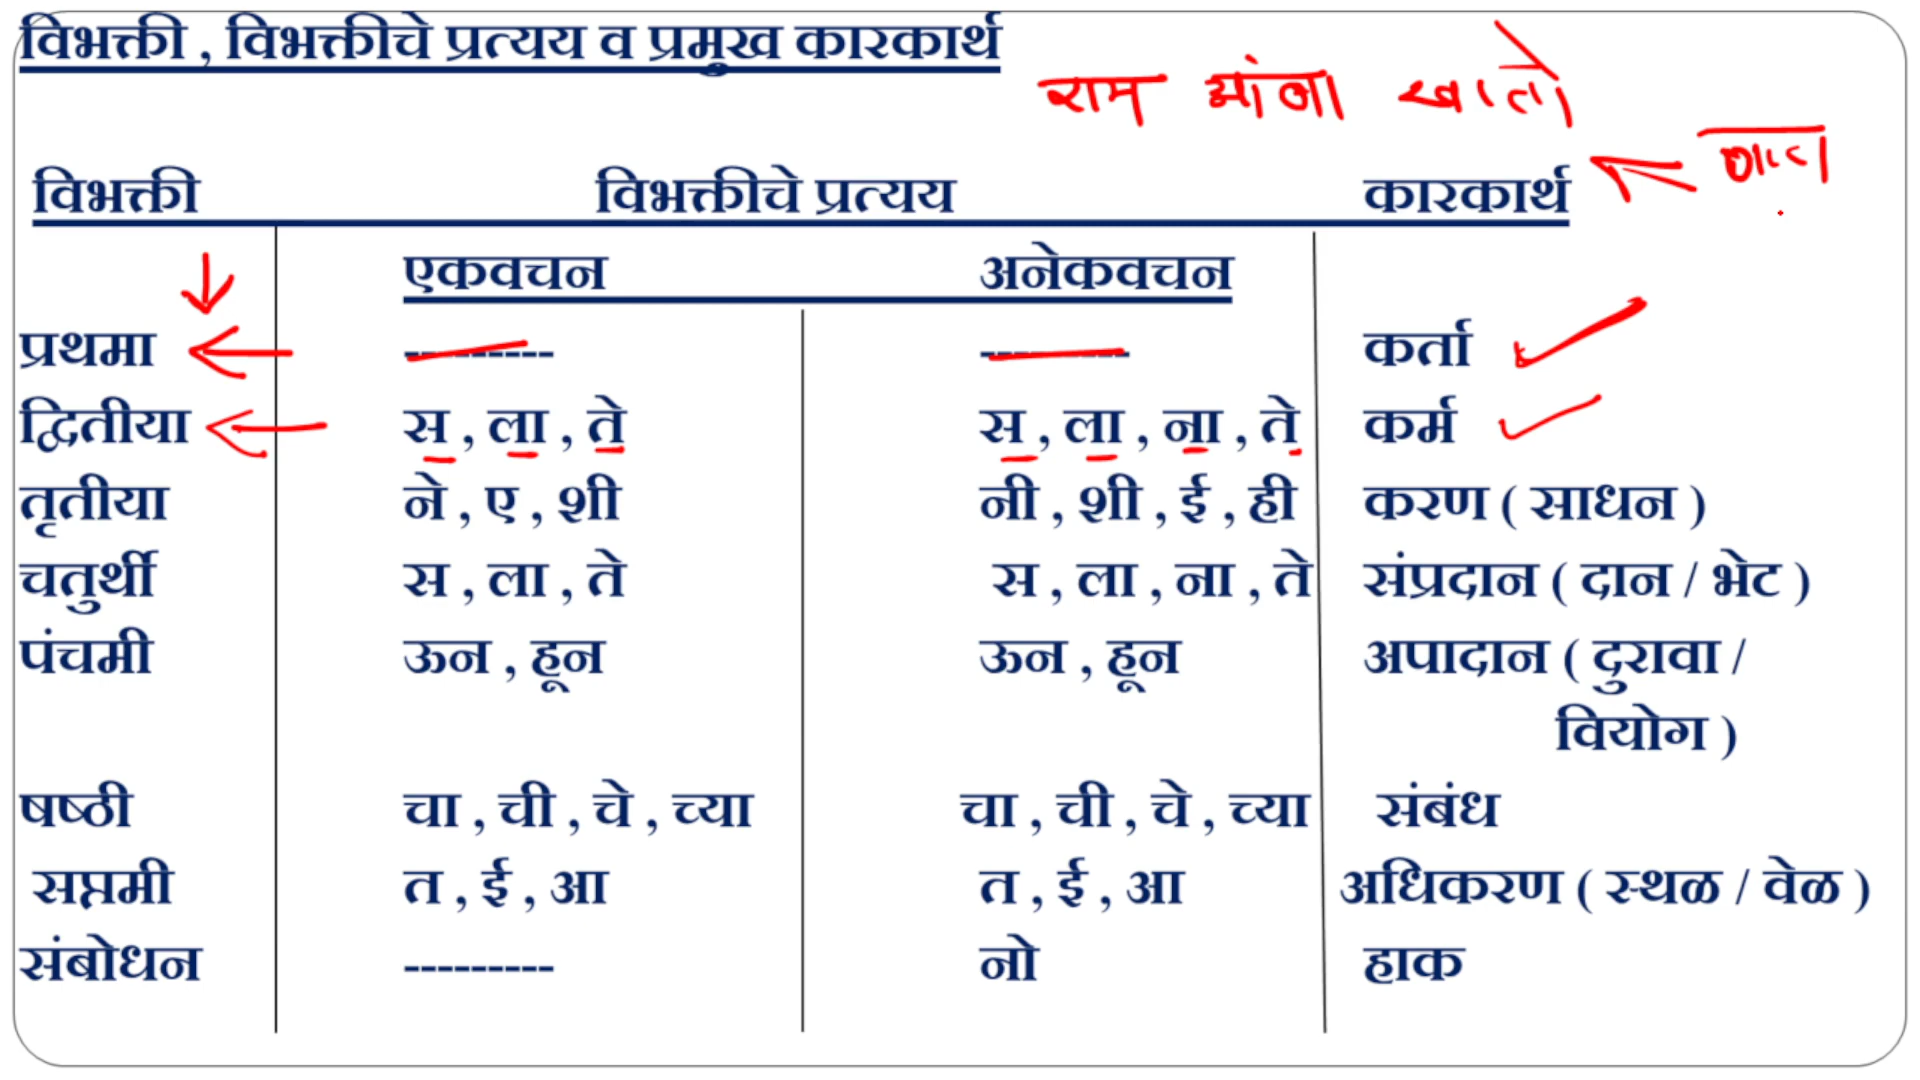 विभक्ती , विभक्तीचे प्रत्यय व प्रमुख कारकार्थ
राम आंबा खातो
विभक्ती विभक्तीचे प्रत्यय कारकार्थ
एकवचन अनेकवचन
प्रथमा --------- --------- कर्ता
द्वितीया स , ला , ते स , ला , ना , ते कर्म
तृतीया ने , ए , शी नी , शी , ई , ही करण ( साधन )
चतुर्थी स , ला , ते स , ला , ना , ते संप्रदान ( दान / भेट )
पंचमी ऊन , हून ऊन , हून अपादान ( दुरावा /
वियोग )
षष्ठी चा , ची , चे , च्या चा , ची , चे , च्या संबंध
सप्तमी त , ई , आ त , ई , आ अधिकरण ( स्थळ / वेळ )
संबोधन --------- नो हाक